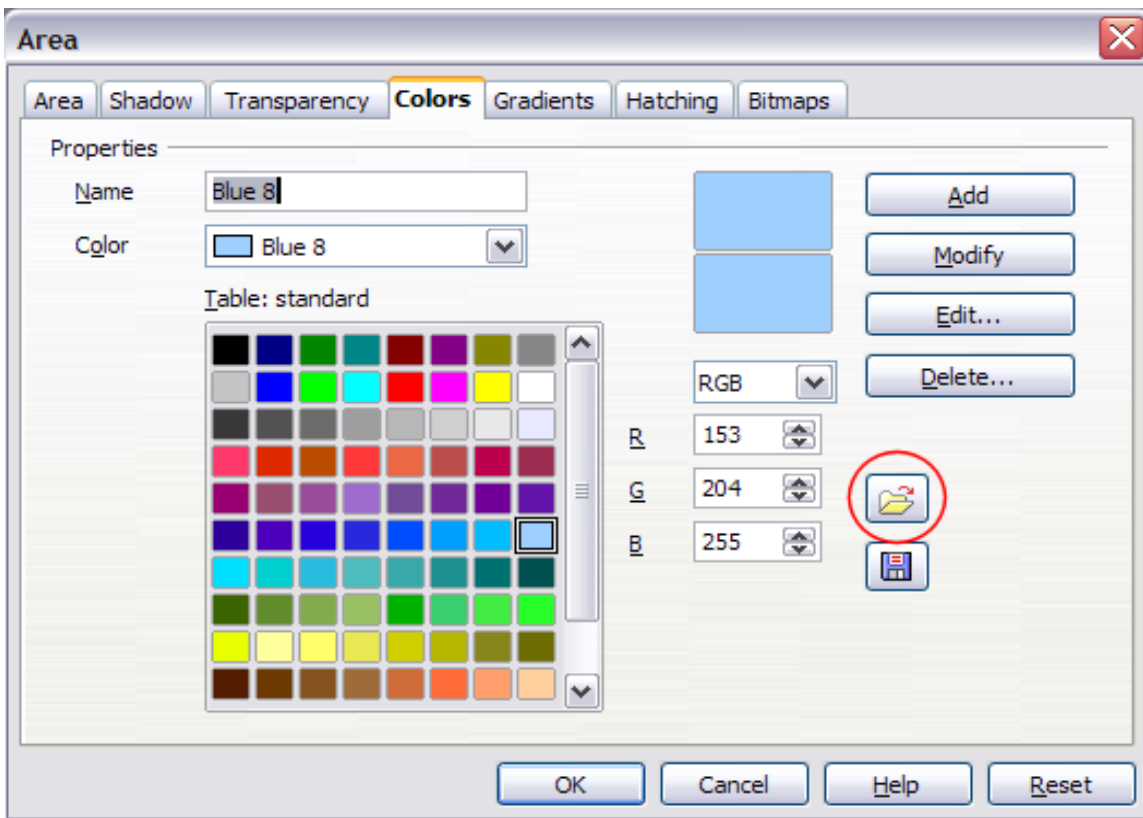 Area
Area Shadow Transparency Colors Gradients Hatching Bitmaps
Properties
Name Blue 8 Add
Color Blue 8 Modify
Table: standard Edit...
RGB Delete...
R 153
G 204
B 255
OK Cancel Help Reset